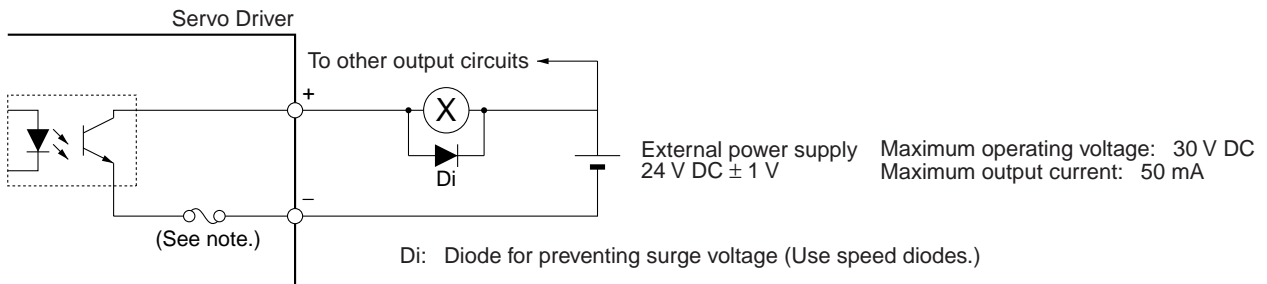 Servo Driver
To other output circuits
+
X
Di
External power supply
24 V DC ± 1 V
Maximum operating voltage: 30 V DC
Maximum output current: 50 mA
–
(See note.)
Di: Diode for preventing surge voltage (Use speed diodes.)